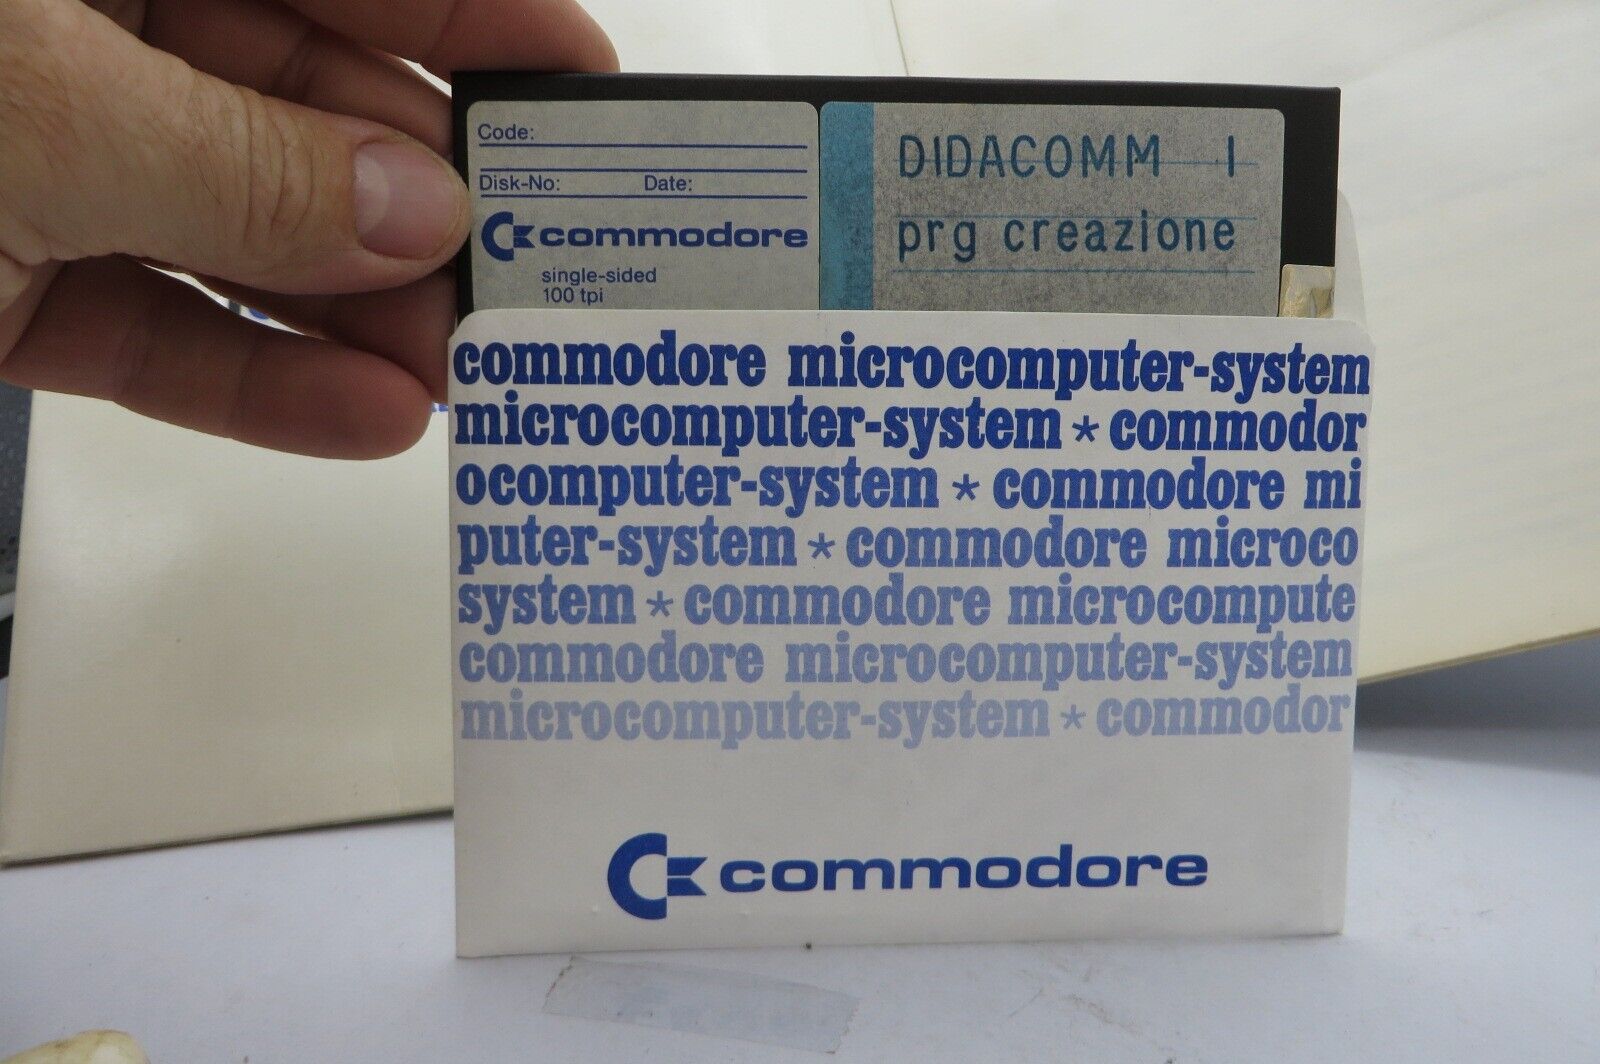 Code:
Disk-No: Date:
commodore
single-sided
100 tpi
DIDACOMM 1
prg creazione
commodore microcomputer-system
microcomputer-system * commodor
ocomputer-system * commodore mi
puter-system * commodore microco
system * commodore microcompute
commodore microcomputer-system
microcomputer-system * commodor
commodore